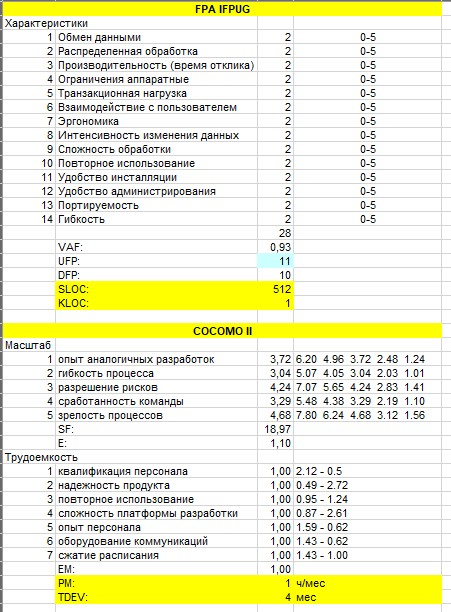 FPA IFPUG
Характеристики
1 Обмен данными 2 0-5
2 Распределенная обработка 2 0-5
3 Производительность (время отклика) 2 0-5
4 Ограничения аппаратные 2 0-5
5 Транзакционная нагрузка 2 0-5
6 Взаимодействие с пользователем 2 0-5
7 Эргономика 2 0-5
8 Интенсивность изменения данных 2 0-5
9 Сложность обработки 2 0-5
10 Повторное использование 2 0-5
11 Удобство инсталляции 2 0-5
12 Удобство администрирования 2 0-5
13 Портируемость 2 0-5
14 Гибкость 2 0-5
28
VAF: 0,93
UFP: 11
DFP: 10
SLOC: 512
KLOC: 1
COCOMO II
Масштаб
1 опыт аналогичных разработок 3,72 6.20 4.96 3.72 2.48 1.24
2 гибкость процесса 3,04 5.07 4.05 3.04 2.03 1.01
3 разрешение рисков 4,24 7.07 5.65 4.24 2.83 1.41
4 сработанность команды 3,29 5.48 4.38 3.29 2.19 1.10
5 зрелость процессов 4,68 7.80 6.24 4.68 3.12 1.56
SF: 18,97
E: 1,10
Трудоемкость
1 квалификация персонала 1,00 2.12 - 0.5
2 надежность продукта 1,00 0.49 - 2.72
3 повторное использование 1,00 0.95 - 1.24
4 сложность платформы разработки 1,00 0.87 - 2.61
5 опыт персонала 1,00 1.59 - 0.62
6 оборудование коммуникаций 1,00 1.43 - 0.62
7 сжатие расписания 1,00 1.43 - 1.00
EM: 1,00
PM: 1 ч/мес
TDEV: 4 мес